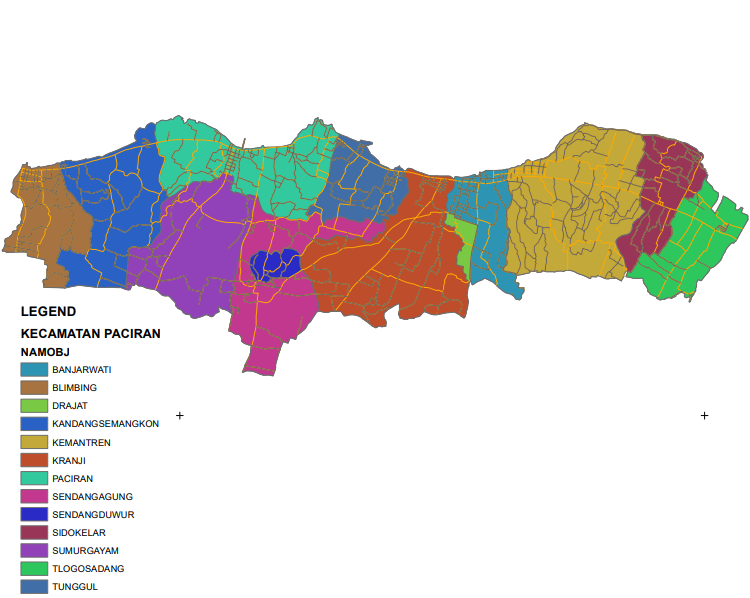 LEGEND
KECAMATAN PACIRAN
NAMOBJ
BANJARWATI
BLIMBING
DRAJAT
KANDANGSEMANGKON
KEMANTREN
KRANJI
PACIRAN
SENDANGAGUNG
SENDANGDUWUR
SIDOKELAR
SUMURGAYAM
TLOGOSADANG
TUNGGUL